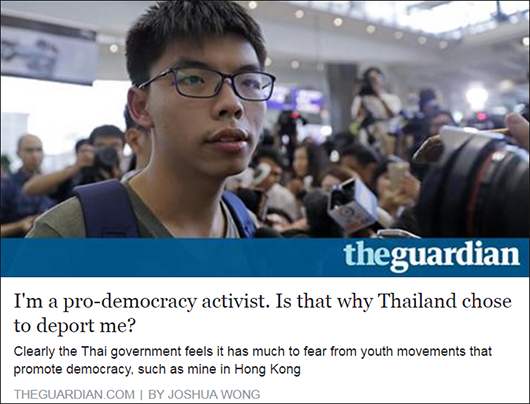 theguardian
I'm a pro-democracy activist. Is that why Thailand chose
to deport me?
Clearly the Thai government feels it has much to fear from youth movements that
promote democracy, such as mine in Hong Kong
THEGUARDIAN.COM | BY JOSHUA WONG